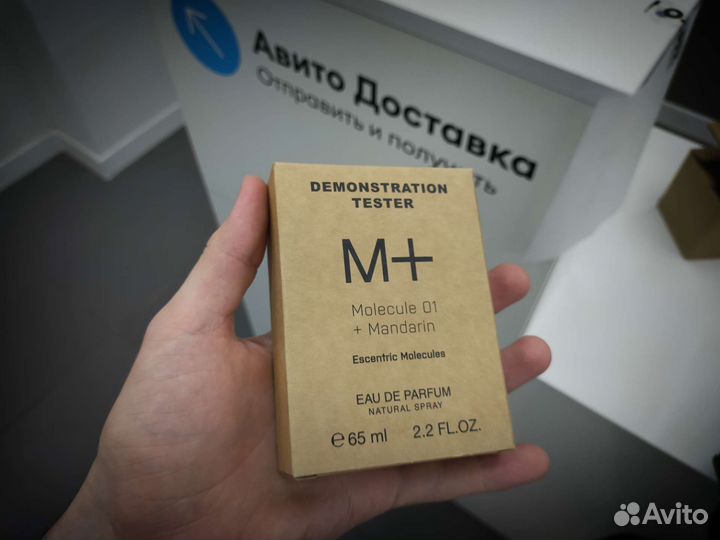 Авито Доставка
Отправить и получить
DEMONSTRATION
TESTER
M+
Molecule 01
+ Mandarin
Escentric Molecules
EAU DE PARFUM
NATURAL SPRAY
℮65 ml 2.2 FL.OZ.
Avito